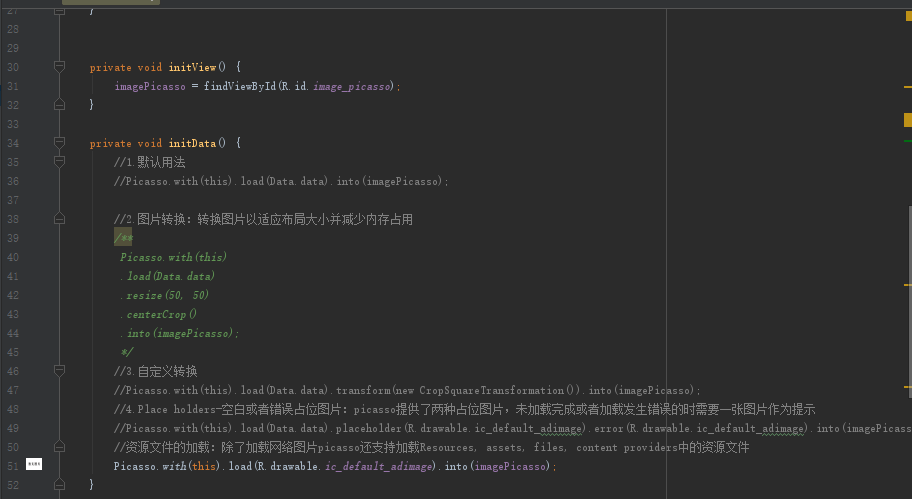 27 }
28
29
30 private void initView() {
31 imagePicasso = findViewById(R.id.image_picasso);
32 }
33
34 private void initData() {
35 //1.默认用法
36 //Picasso.with(this).load(Data.data).into(imagePicasso);
37
38 //2.图片转换：转换图片以适应布局大小并减少内存占用
39 /**
40 Picasso.with(this)
41 .load(Data.data)
42 .resize(50, 50)
43 .centerCrop()
44 .into(imagePicasso);
45 */
46 //3.自定义转换
47 //Picasso.with(this).load(Data.data).transform(new CropSquareTransformation()).into(imagePicasso);
48 //4.Place holders-空白或者错误占位图片：picasso提供了两种占位图片，未加载完成或者加载发生错误的时需要一张图片作为提示
49 //Picasso.with(this).load(Data.data).placeholder(R.drawable.ic_default_adimage).error(R.drawable.ic_default_adimage).into(imagePicass
50 //资源文件的加载：除了加载网络图片picasso还支持加载Resources, assets, files, content providers中的资源文件
51 Picasso.with(this).load(R.drawable.ic_default_adimage).into(imagePicasso);
52 }